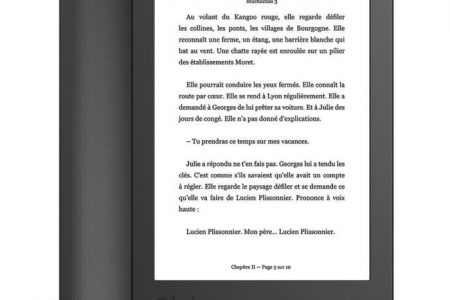 Muchachas 3
Au volant du Kangoo rouge, elle regarde défiler
les collines, les ponts, les villages de Bourgogne. Elle
reconnaît une ferme, un étang, une barrière blanche qui
bat au vent. Une chatte rayée est enroulée sur un pilier
des établissements Moret.
Elle pourrait conduire les yeux fermés. Elle connaît la
route par cœur. Elle se rend à Lyon régulièrement. Elle a
demandé à Georges de lui prêter sa voiture. Et à Julie des
jours de congé. Elle n'a pas donné d'explications.
– Tu prendras ce temps sur mes vacances.
Julie a répondu ne t'en fais pas. Georges lui a tendu les
clés. C'est comme s'ils savaient qu'elle avait un compte
à régler. Elle regarde le paysage défiler et se demande ce
qu'elle va faire de Lucien Plissonnier. Prononce à voix
haute :
Lucien Plissonnier. Mon père... Lucien Plissonnier.
Chapitre II — Page 3 sur 10